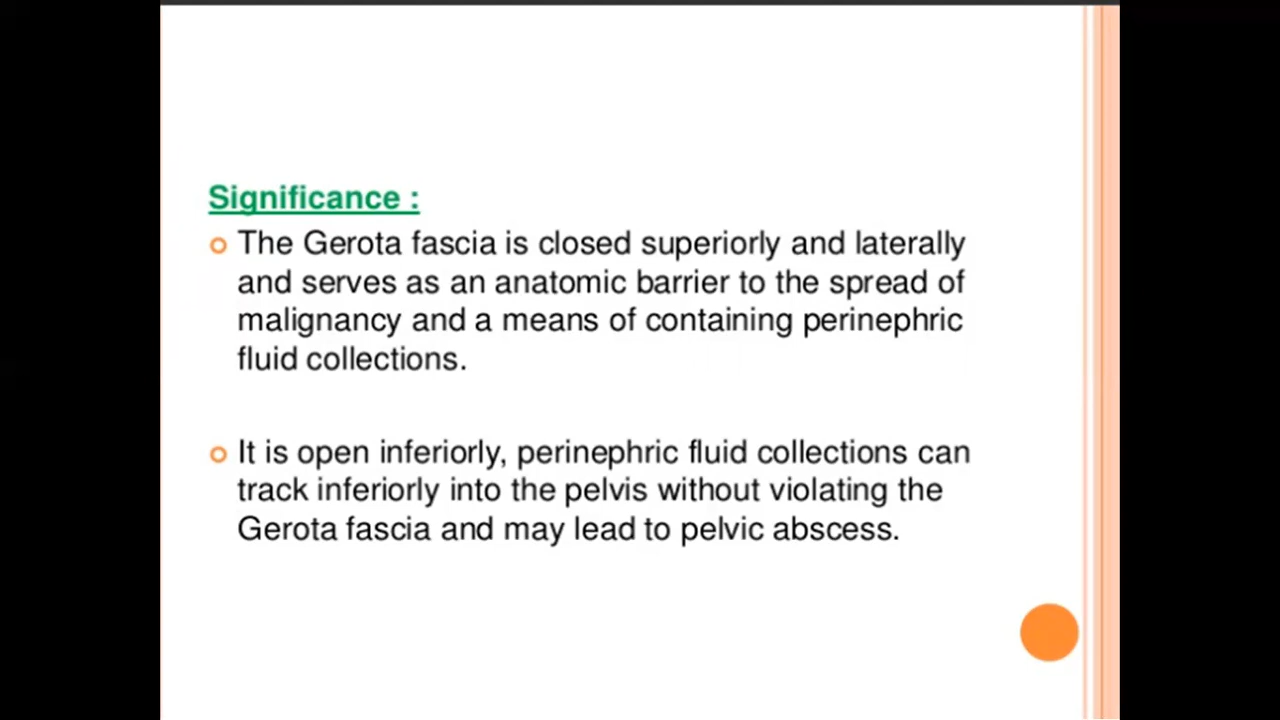 Significance :
The Gerota fascia is closed superiorly and laterally
and serves as an anatomic barrier to the spread of
malignancy and a means of containing perinephric
fluid collections.
It is open inferiorly, perinephric fluid collections can
track inferiorly into the pelvis without violating the
Gerota fascia and may lead to pelvic abscess.